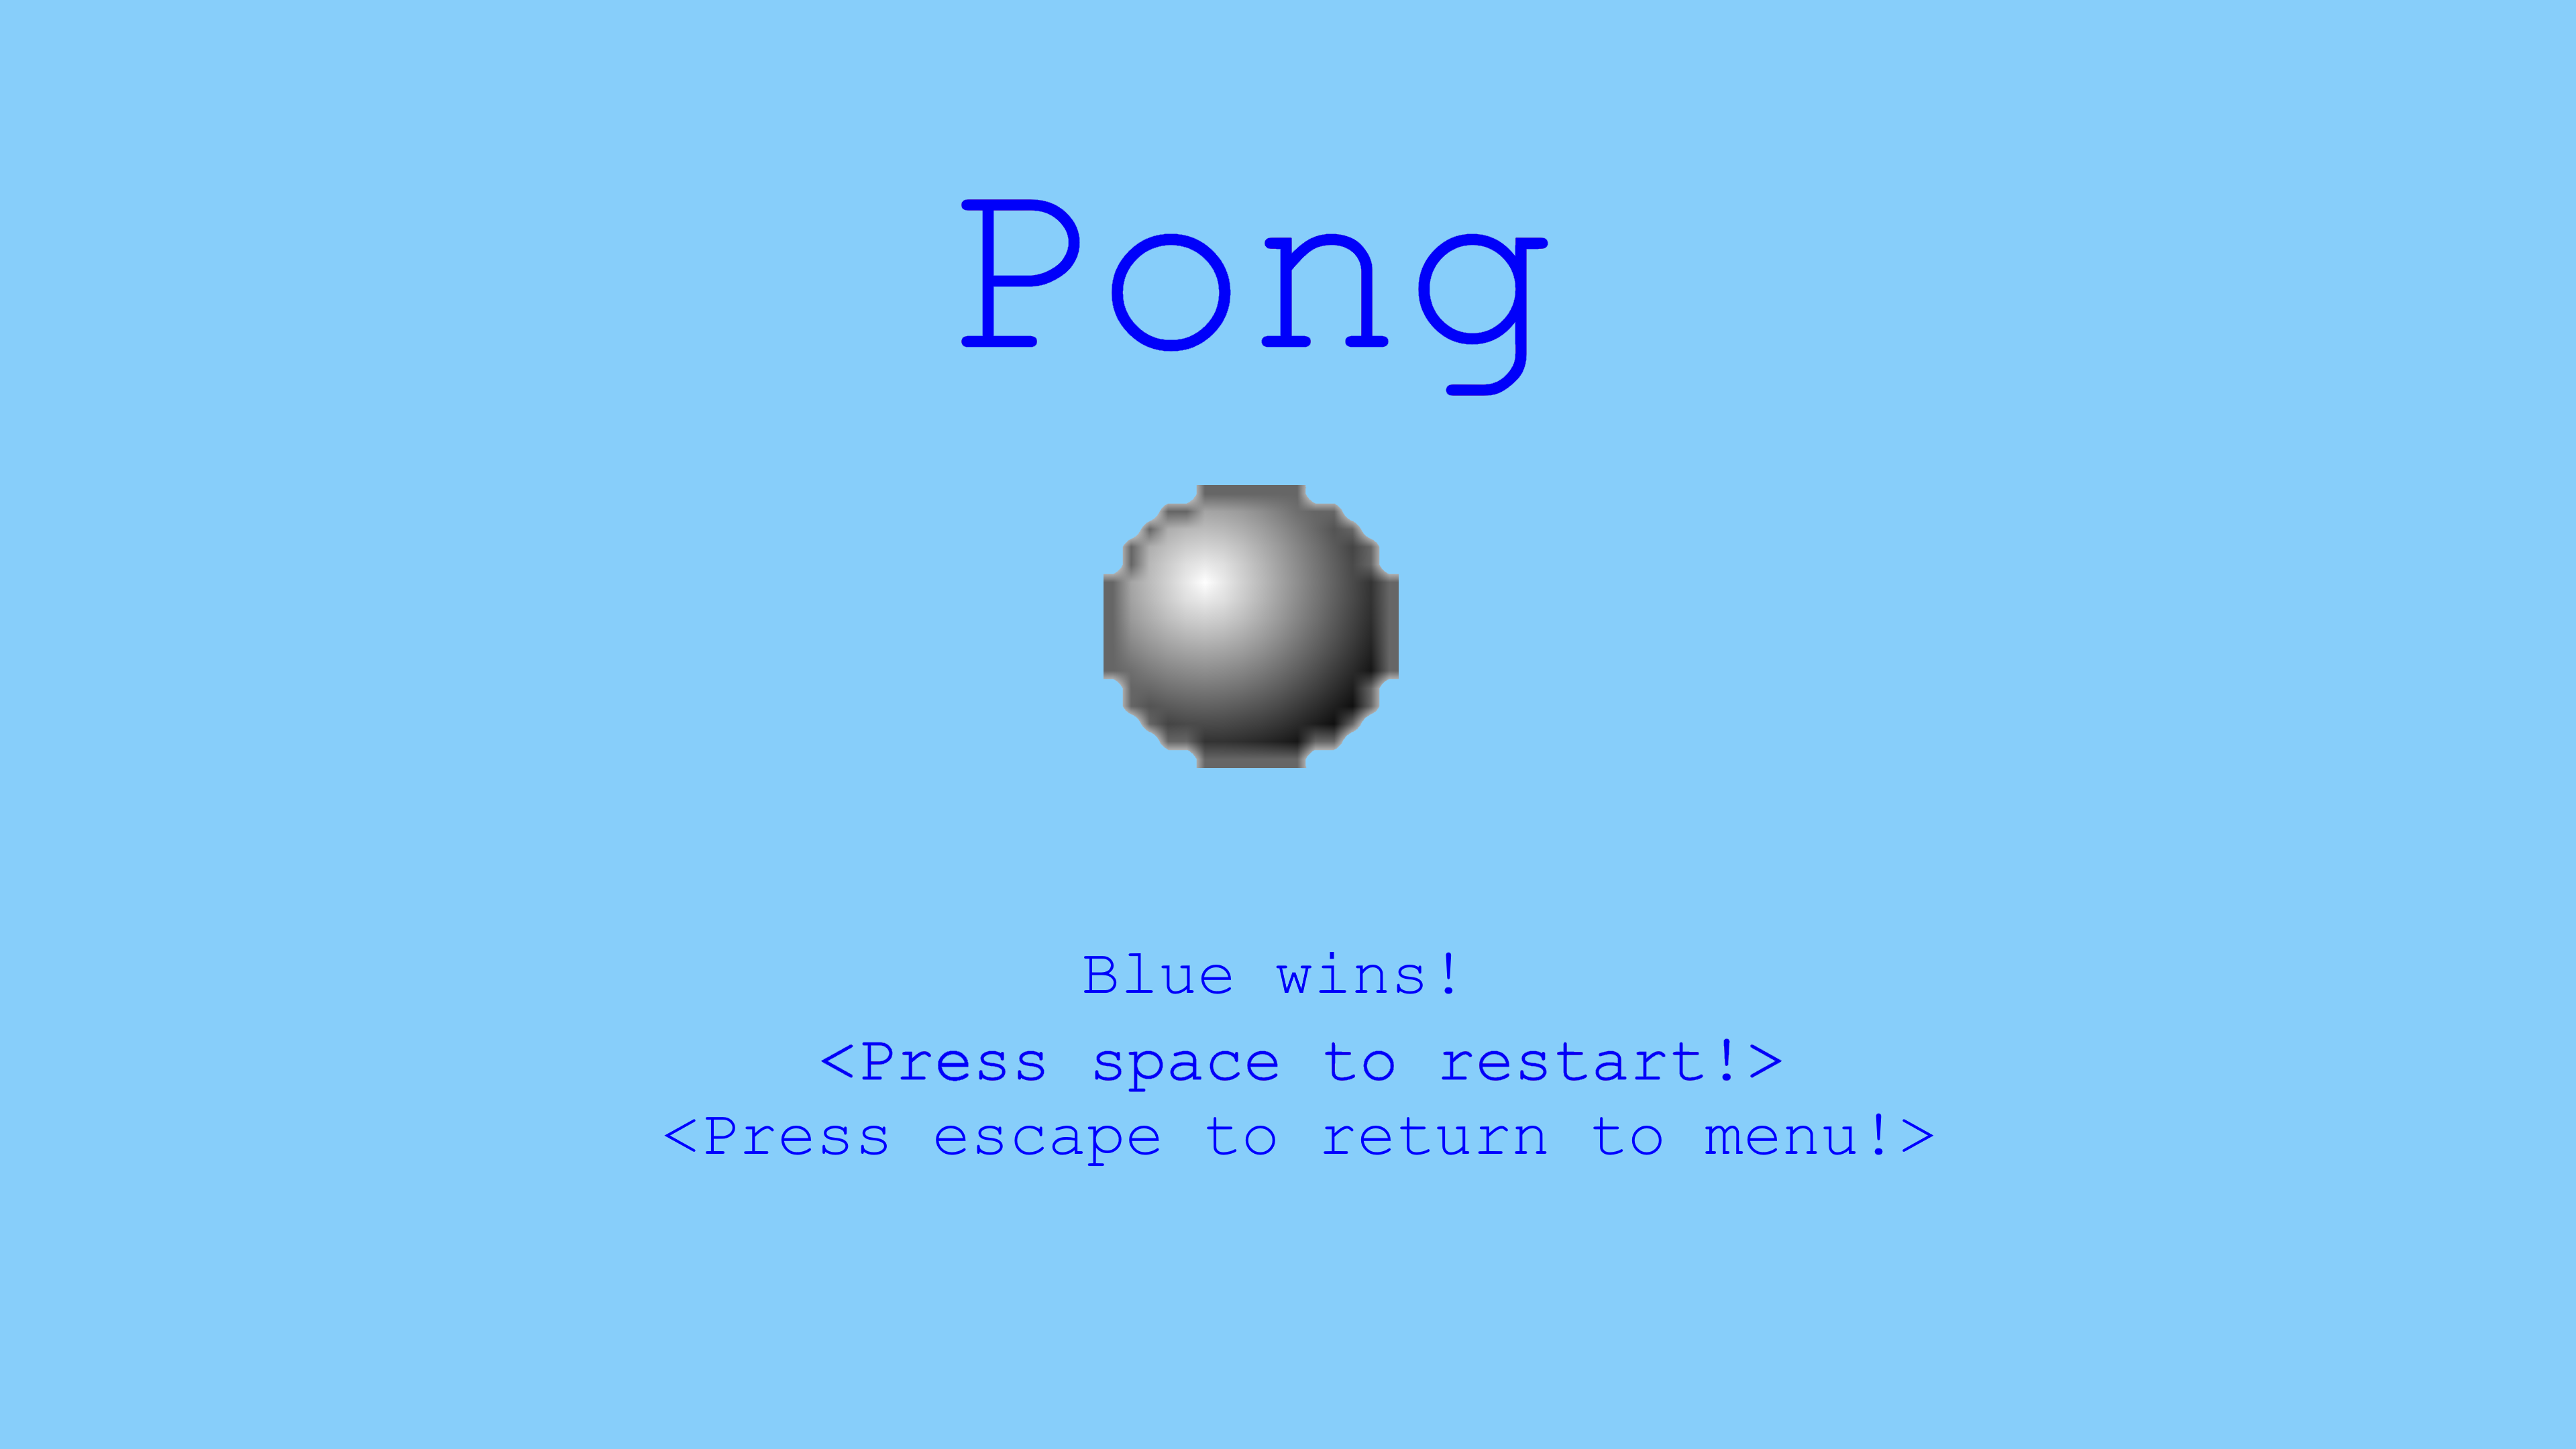 Pong
Blue wins!
<Press space to restart!>
<Press escape to return to menu!>